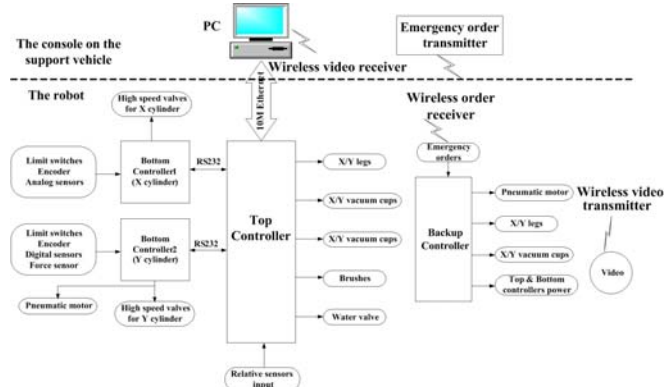 PC
The console on the
support vehicle
Emergency order
transmitter
Wireless video receiver
The robot
High speed valves
for X cylinder
10M Ethernet
Wireless order
receiver
Emergency
orders
Limit switches
Encoder
Analog sensors
Bottom
Controller1
(X cylinder)
RS232
Top
Controller
X/Y legs
X/Y vacuum cups
X/Y vacuum cups
Brushes
Water valve
Limit switches
Encoder
Digital sensors
Force sensor
Bottom
Controller2
(Y cylinder)
RS232
Pneumatic motor
High speed valves
for Y cylinder
Relative sensors
input
Backup
Controller
Pneumatic motor
X/Y legs
X/Y vacuum cups
Top & Bottom
controllers power
Wireless video
transmitter
Video